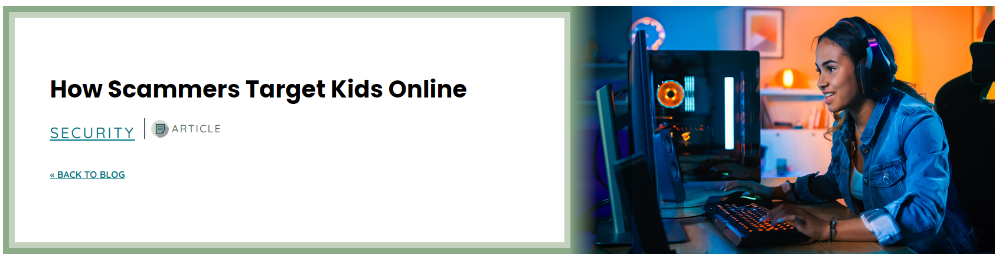 How Scammers Target Kids Online
SECURITY | ARTICLE
« BACK TO BLOG